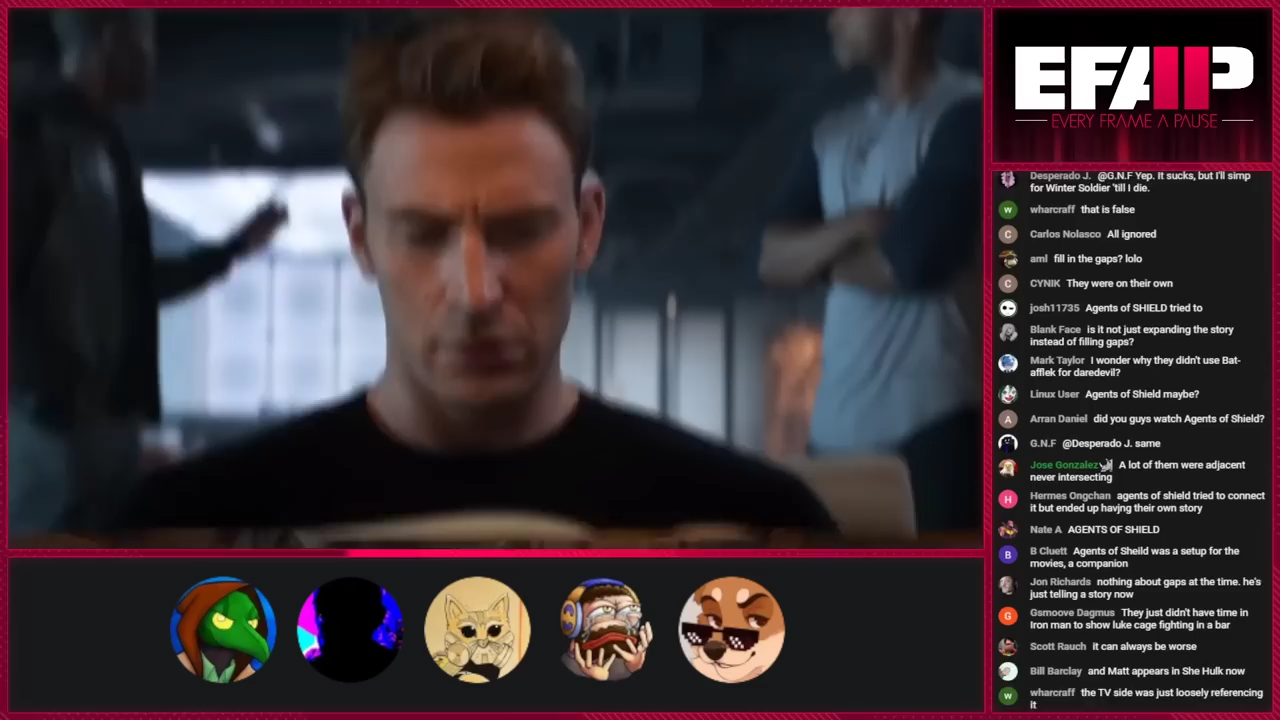 EFAP
EVERY FRAME A PAUSE
Desperado J. @G.N.F Yep. It sucks, but I'll simp
for Winter Soldier 'till I die.
wharcraff that is false
Carlos Nolasco All ignored
aml fill in the gaps? lolo
CYNIK They were on their own
josh11735 Agents of SHIELD tried to
Blank Face is it not just expanding the story
instead of filling gaps?
Mark Taylor I wonder why they didn't use Bat-
afflek for daredevil?
Linux User Agents of Shield maybe?
Arran Daniel did you guys watch Agents of Shield?
G.N.F @Desperado J. same
Jose Gonzalez A lot of them were adjacent
never intersecting
Hermes Ongchan agents of shield tried to connect
it but ended up havjng their own story
Nate A AGENTS OF SHIELD
B Cluett Agents of Sheild was a setup for the
movies, a companion
Jon Richards nothing about gaps at the time. he's
just telling a story now
Gsmoove Dagmus They just didn't have time in
Iron man to show luke cage fighting in a bar
Scott Rauch it can always be worse
Bill Barclay and Matt appears in She Hulk now
wharcraff the TV side was just loosely referencing
it